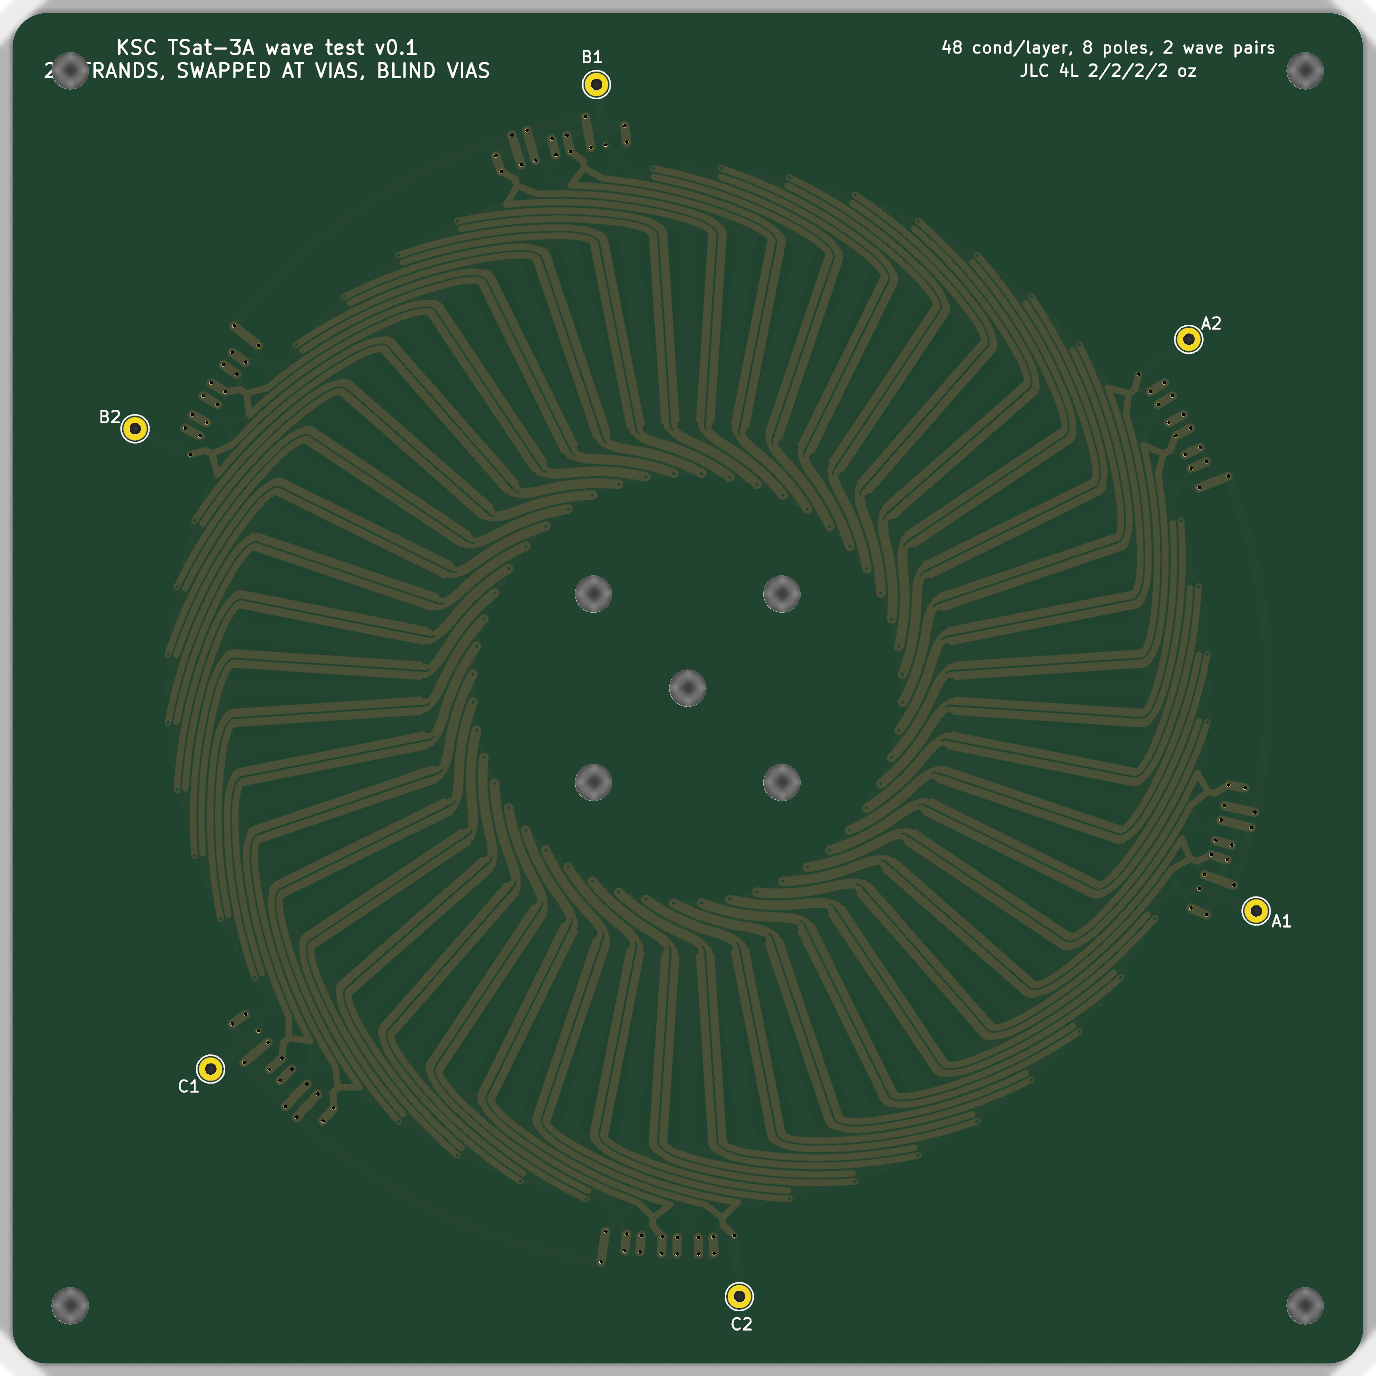 KSC TSat-3A wave test v0.1
2 TRANDS, SWAPPED AT VIAS, BLIND VIAS
48 cond/layer, 8 poles, 2 wave pairs
JLC 4L 2/2/2/2 oz
B1
A2
B2
A1
C1
C2